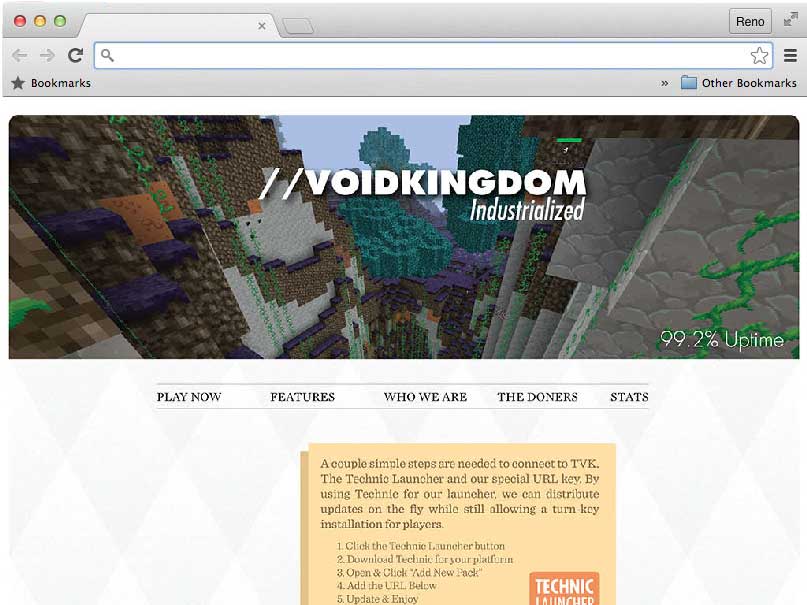 Reno
Bookmarks
» Other Bookmarks
//VOIDKINGDOM
Industrialized
99.2% Uptime
PLAY NOW FEATURES WHO WE ARE THE DONERS STATS
A couple simple steps are needed to connect to TVK.
The Technic Launcher and our special URL key. By
using Technic for our launcher, we can distribute
updates on the fly while still allowing a turn-key
installation for players.
1. Click the Technic Launcher button
2. Download Technic for your platform
3. Open & Click "Add New Pack"
4. Add the URL Below
5. Update & Enjoy
TECHNIC
LAUNCHER